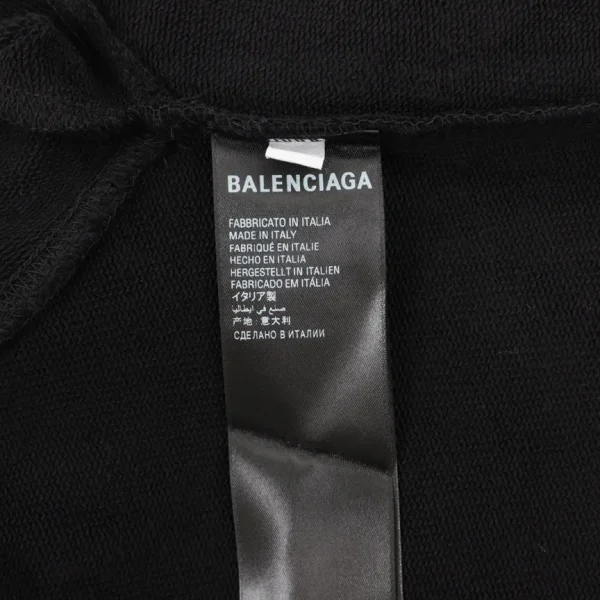 BALENCIAGA
FABBRICATO IN ITALIA
MADE IN ITALY
FABRIQUÉ EN ITALIE
HECHO EN ITALIA
HERGESTELLT IN ITALIEN
FABRICADO EM ITÁLIA
イタリア製
صنع في ايطاليا
产地:意大利
СДЕЛАНО В ИТАЛИИ